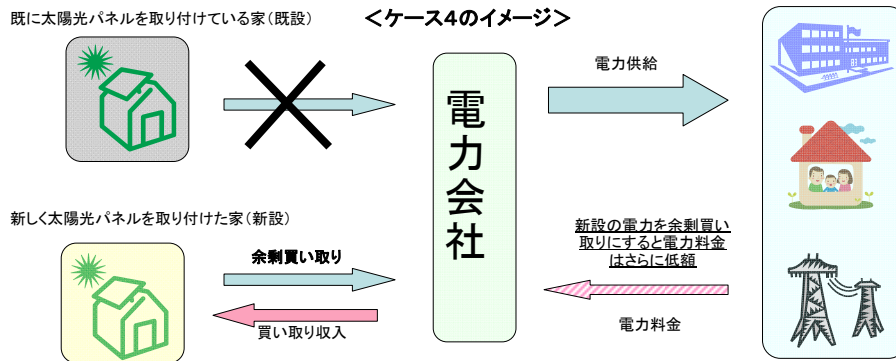 既に太陽光パネルを取り付けている家(既設)
<ケース4のイメージ>
電力会社
電力供給
新しく太陽光パネルを取り付けた家(新設)
余剰買い取り
買い取り収入
新設の電力を余剰買い
取りにすると電力料金
はさらに低額
電力料金